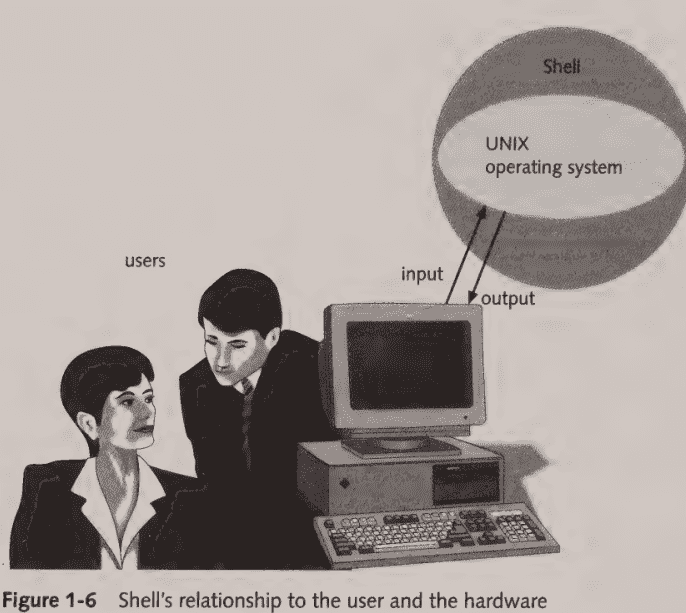 Shell
UNIX
operating system
users
input
output
Figure 1-6 Shell's relationship to the user and the hardware